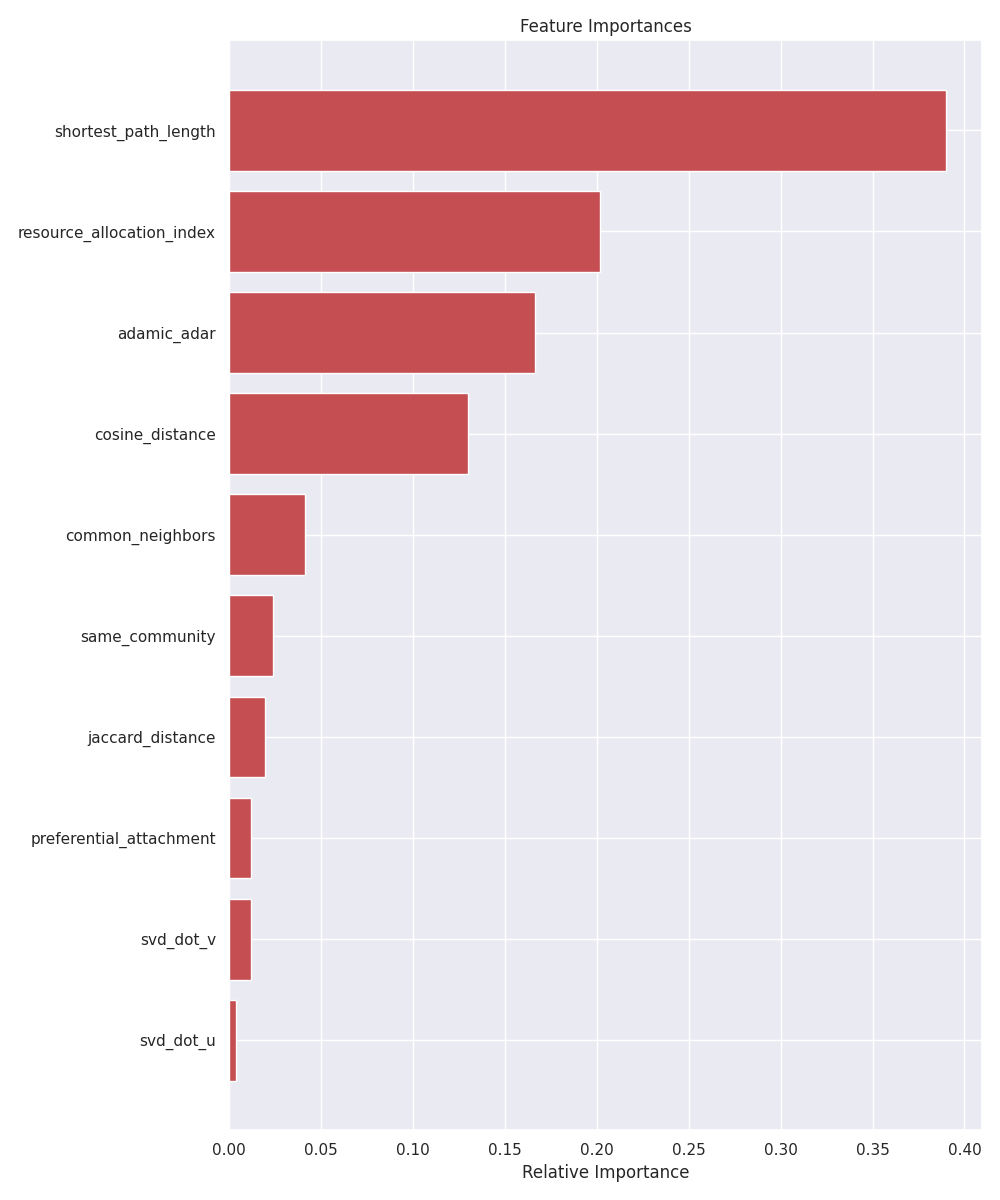 Feature Importances
shortest_path_length
resource_allocation_index
adamic_adar
cosine_distance
common_neighbors
same_community
jaccard_distance
preferential_attachment
svd_dot_v
svd_dot_u
0.00 0.05 0.10 0.15 0.20 0.25 0.30 0.35 0.40
Relative Importance